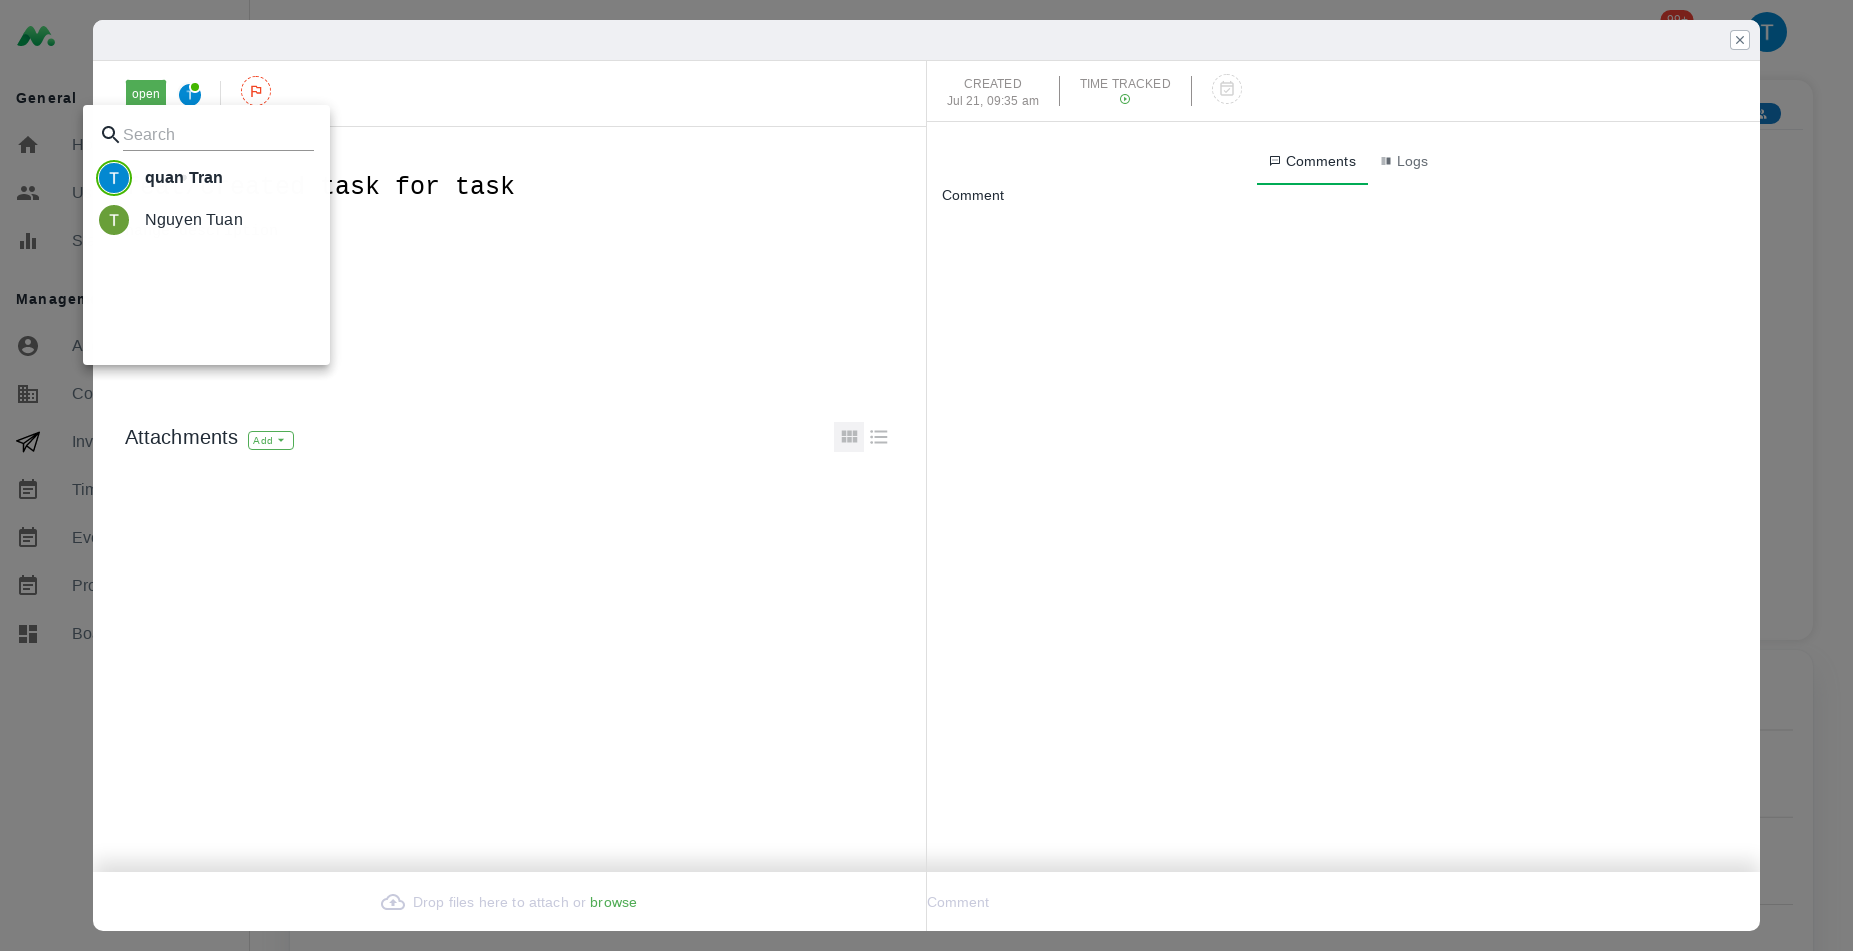 General
Managem
Inv
Tim
Eve
Pro
Bo
Co
99+
T
open
T
Search
T quan Tran
T Nguyen Tuan
task for task
Attachments
Add
Drop files here to attach or browse
CREATED
Jul 21, 09:35 am
TIME TRACKED
Comments
Logs
Comment
Comment